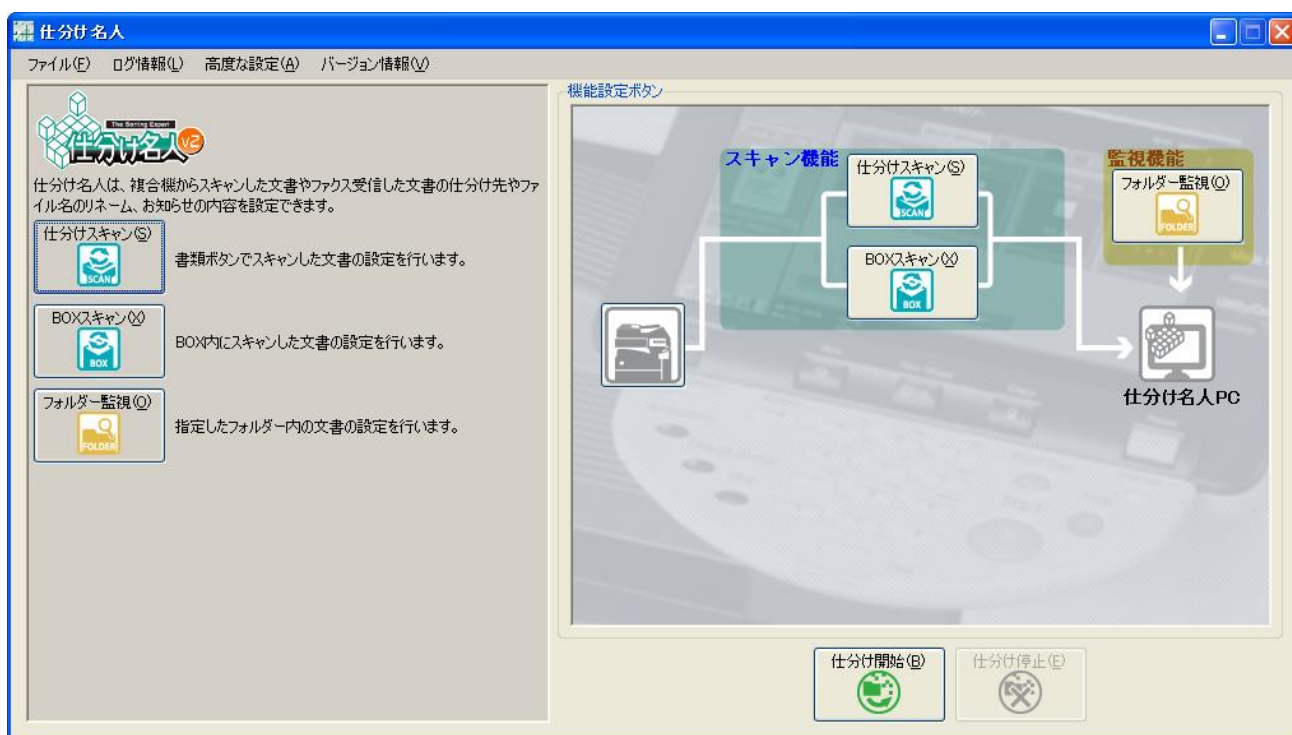 仕分け名人
ファイル(F) ログ情報(L) 高度な設定(A) バージョン情報(V)
The Sorting Expert
仕分け名人 V2
仕分け名人は、複合機からスキャンした文書やファクス受信した文書の仕分け先やファ
イル名のリネーム、お知らせの内容を設定できます。
仕分けスキャン(S)
SCAN
書類ボタンでスキャンした文書の設定を行います。
BOXスキャン(X)
BOX
BOX内にスキャンした文書の設定を行います。
フォルダー監視(O)
FOLDER
指定したフォルダー内の文書の設定を行います。
機能設定ボタン
スキャン機能
仕分けスキャン(S)
SCAN
BOXスキャン(X)
BOX
監視機能
フォルダー監視(O)
FOLDER
仕分け名人PC
仕分け開始(B)
仕分け停止(E)